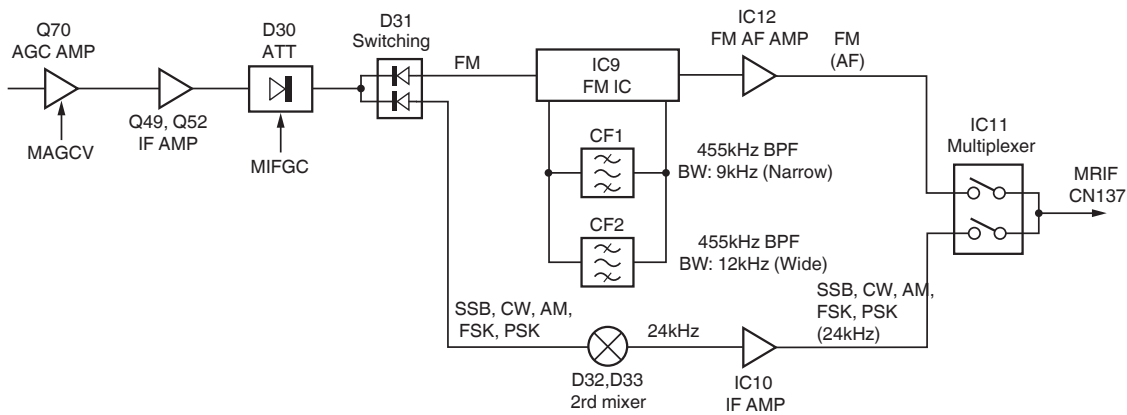 Q70
AGC AMP
MAGCV
Q49, Q52
IF AMP
D30
ATT
MIFGC
D31
Switching
FM
IC9
FM IC
CF1
455kHz BPF
BW: 9kHz (Narrow)
CF2
455kHz BPF
BW: 12kHz (Wide)
IC12
FM AF AMP
FM
(AF)
IC11
Multiplexer
MRIF
CN137
SSB, CW, AM,
FSK, PSK
D32,D33
2rd mixer
24kHz
IC10
IF AMP
SSB, CW, AM,
FSK, PSK
(24kHz)